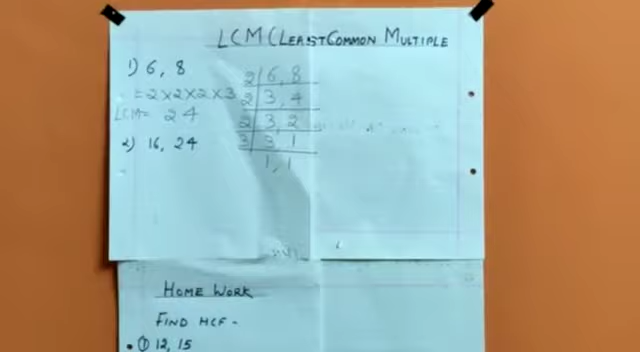 LCM (LEAST COMMON MULTIPLE
1) 6, 8
= 2×2×2×3
LCM = 24
2 | 6, 8
2 | 3, 4
2 | 3, 2
3 | 3, 1
1, 1
2) 16, 24
HOME WORK
FIND HCF -
• ① 12, 15